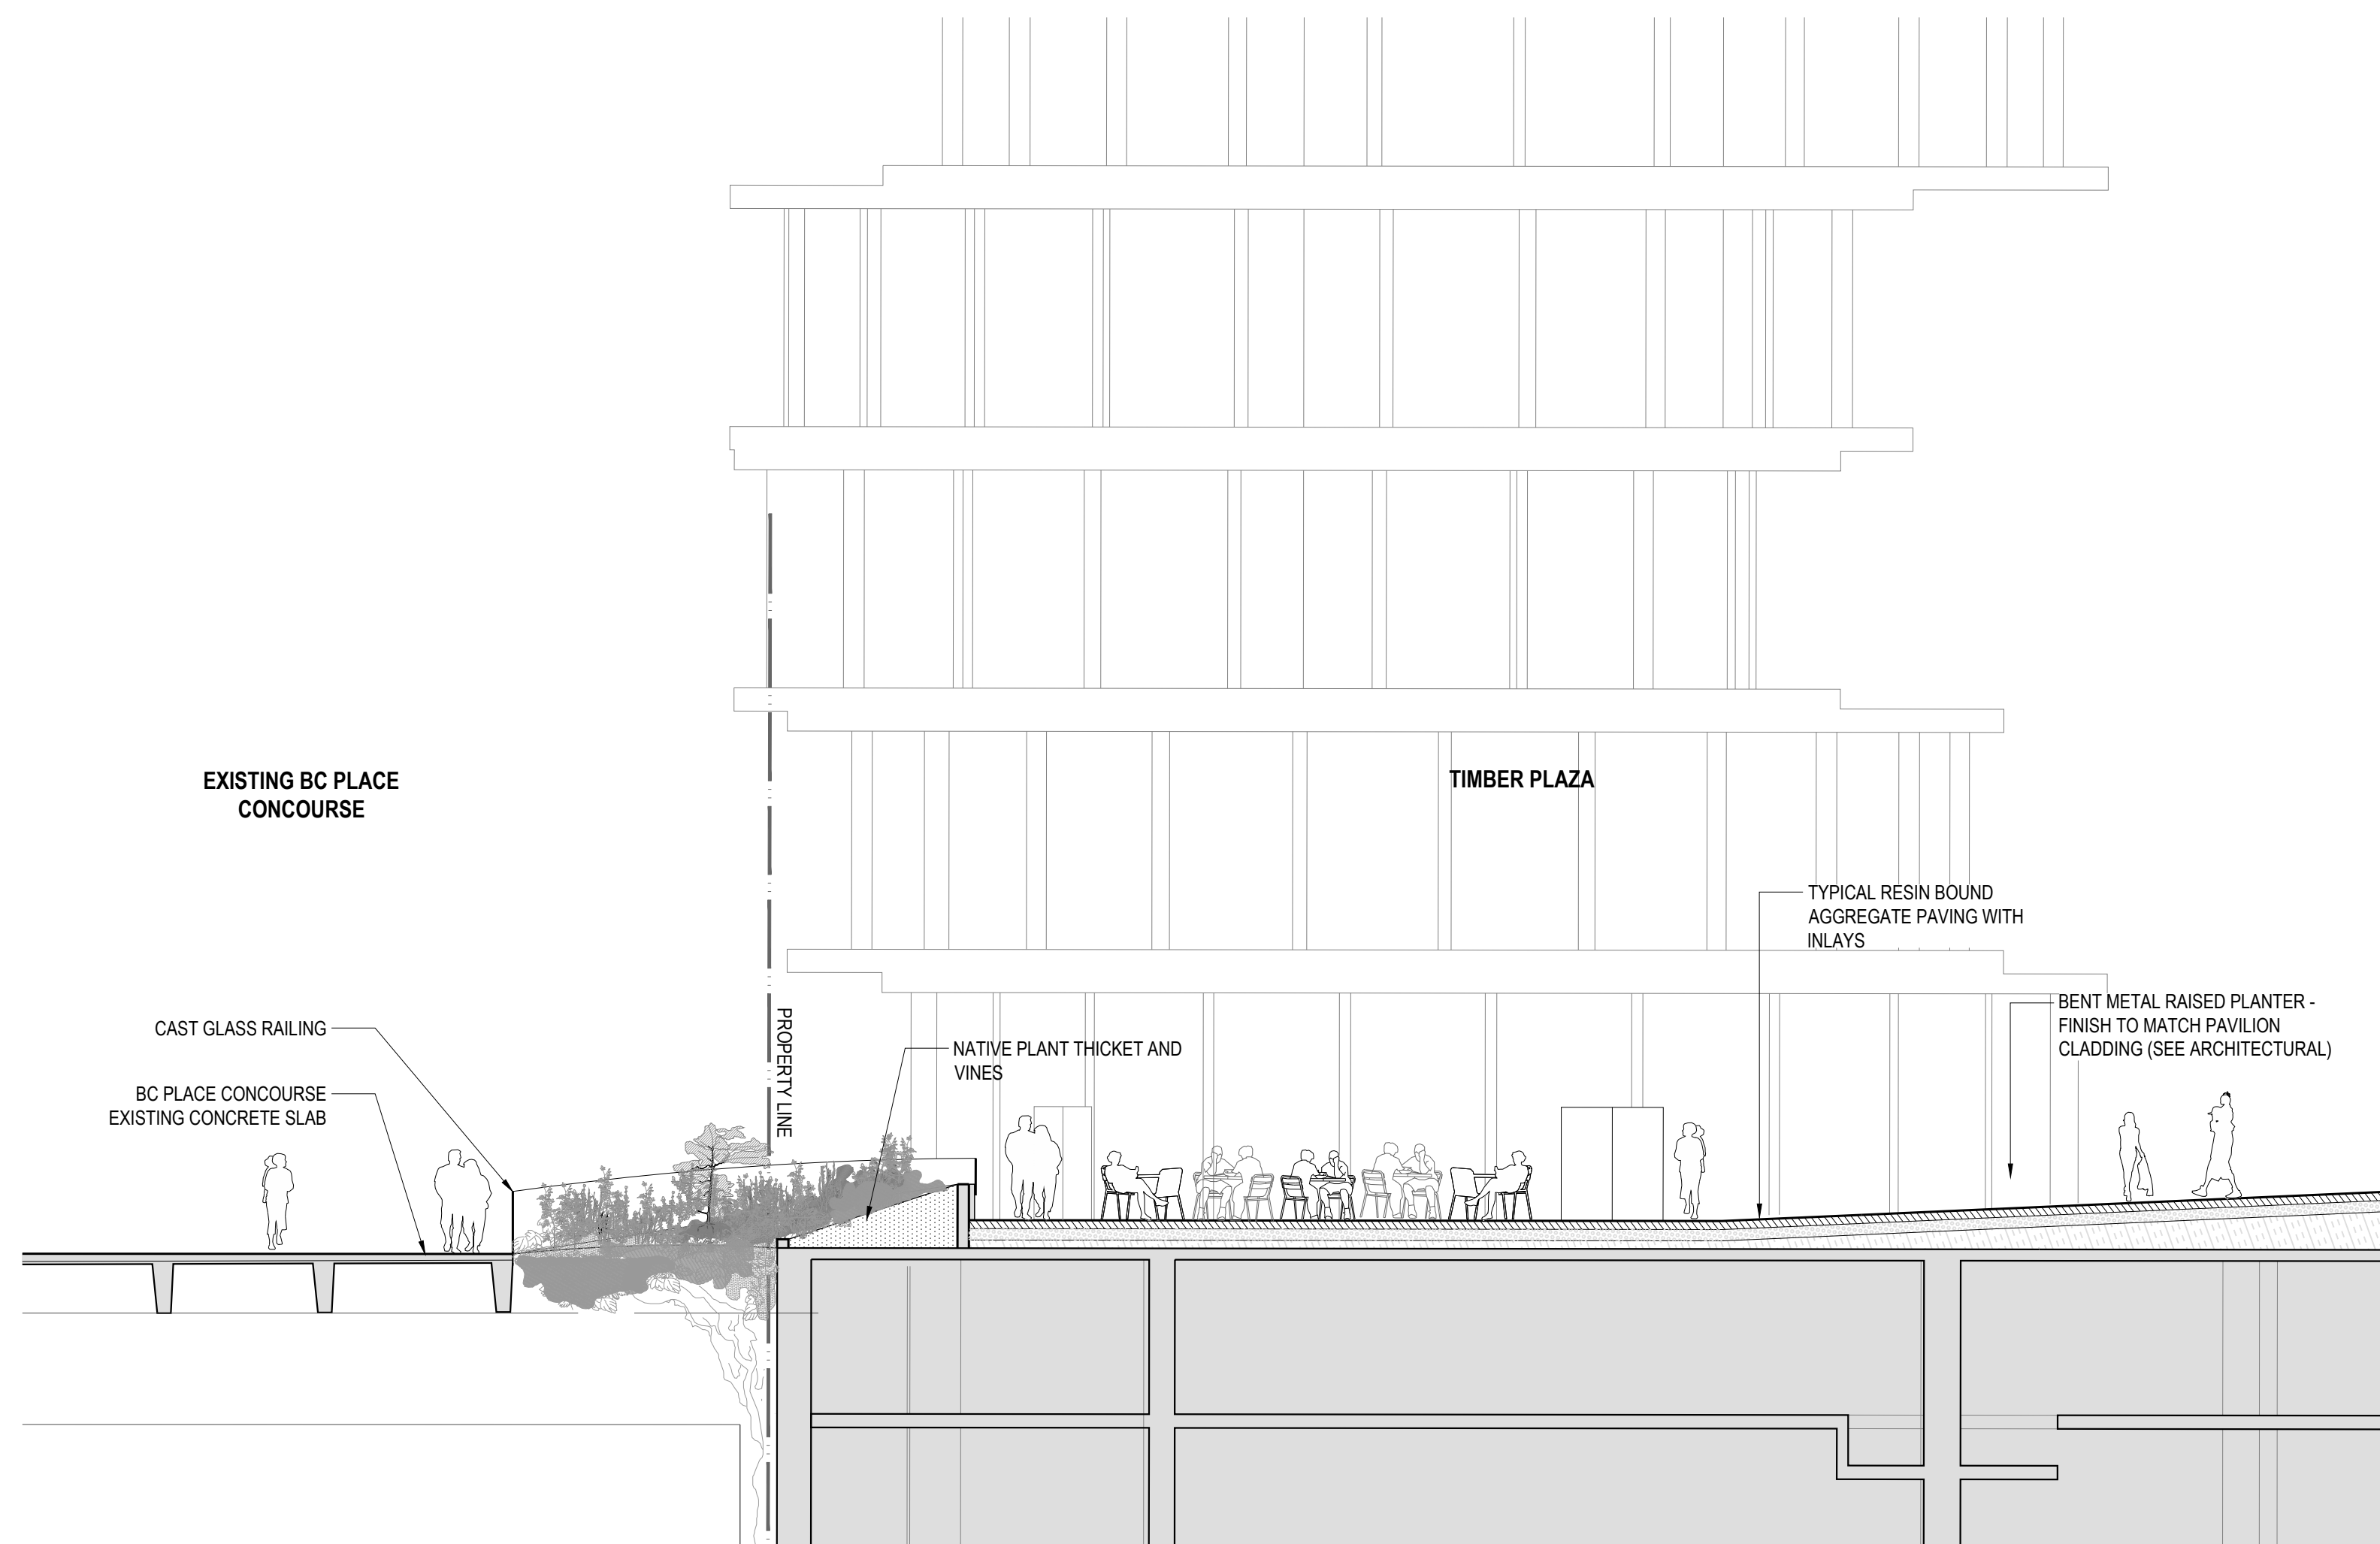 EXISTING BC PLACE
CONCOURSE
TIMBER PLAZA
TYPICAL RESIN BOUND
AGGREGATE PAVING WITH
INLAYS
BENT METAL RAISED PLANTER -
FINISH TO MATCH PAVILION
CLADDING (SEE ARCHITECTURAL)
CAST GLASS RAILING
BC PLACE CONCOURSE
EXISTING CONCRETE SLAB
PROPERTY LINE
NATIVE PLANT THICKET AND
VINES